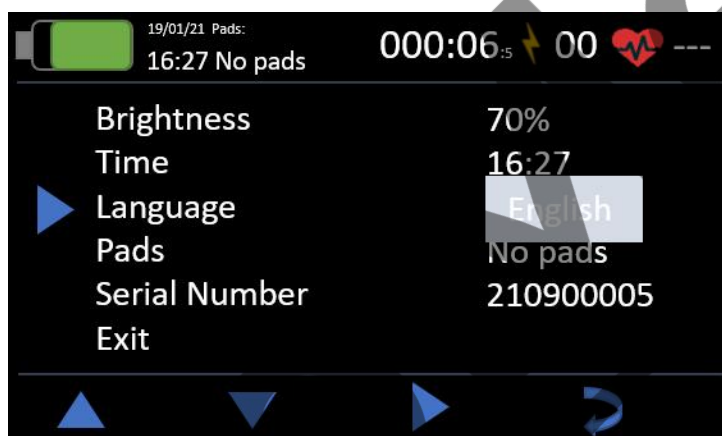 19/01/21 Pads:
16:27 No pads
000:06:5 00 ---
Brightness 70%
Time 16:27
Language English
Pads No pads
Serial Number 210900005
Exit